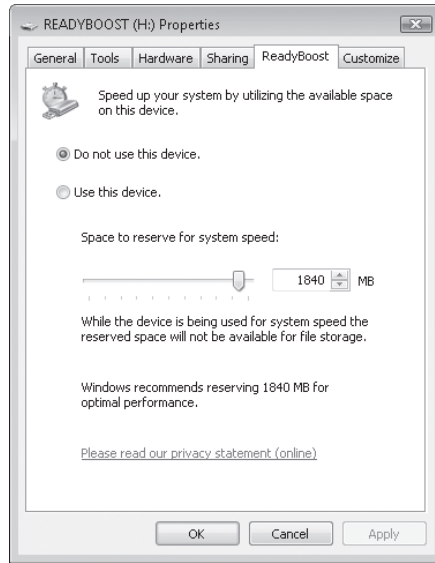 READYBOOST (H:) Properties
General Tools Hardware Sharing ReadyBoost Customize
Speed up your system by utilizing the available space
on this device.
Do not use this device.
Use this device.
Space to reserve for system speed:
1840 MB
While the device is being used for system speed the
reserved space will not be available for file storage.
Windows recommends reserving 1840 MB for
optimal performance.
Please read our privacy statement (online)
OK Cancel Apply